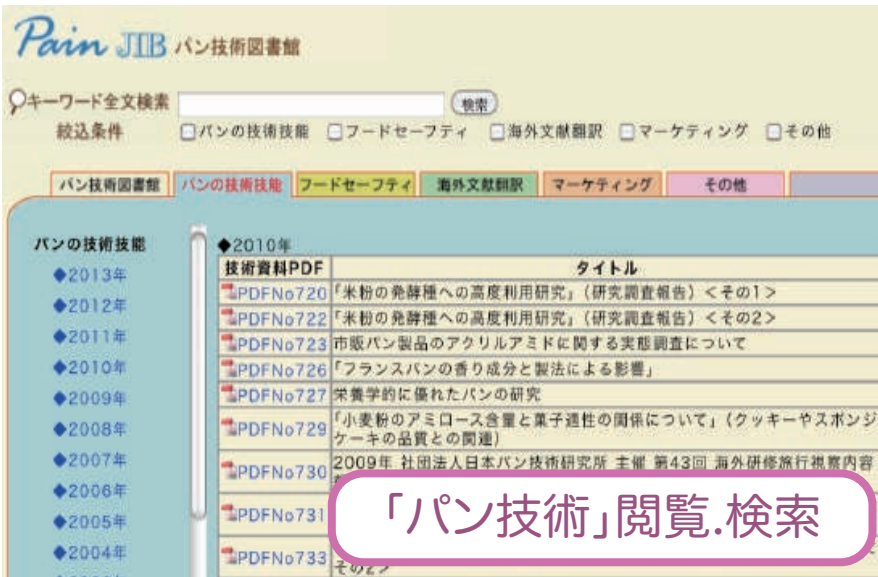 Pain JIB パン技術図書館
キーワード全文検索 検索
絞込条件 パンの技術技能 フードセーフティ 海外文献翻訳 マーケティング その他
パン技術図書館 パンの技術技能 フードセーフティ 海外文献翻訳 マーケティング その他
パンの技術技能
◆2013年
◆2012年
◆2011年
◆2010年
◆2009年
◆2008年
◆2007年
◆2006年
◆2005年
◆2004年
◆2010年
技術資料PDF タイトル
PDFNo720 「米粉の発酵種への高度利用研究」(研究調査報告)<その1>
PDFNo722 「米粉の発酵種への高度利用研究」(研究調査報告)<その2>
PDFNo723 市販パン製品のアクリルアミドに関する実態調査について
PDFNo726 「フランスパンの香り成分と製法による影響」
PDFNo727 栄養学的に優れたパンの研究
PDFNo729 「小麦粉のアミロース含量と菓子適性の関係について」(クッキーやスポンジ
ケーキの品質との関連)
PDFNo730 2009年 社団法人日本パン技術研究所 主催 第43回 海外研修旅行視察内容
PDFNo731
PDFNo733
その2>
「パン技術」閲覧.検索